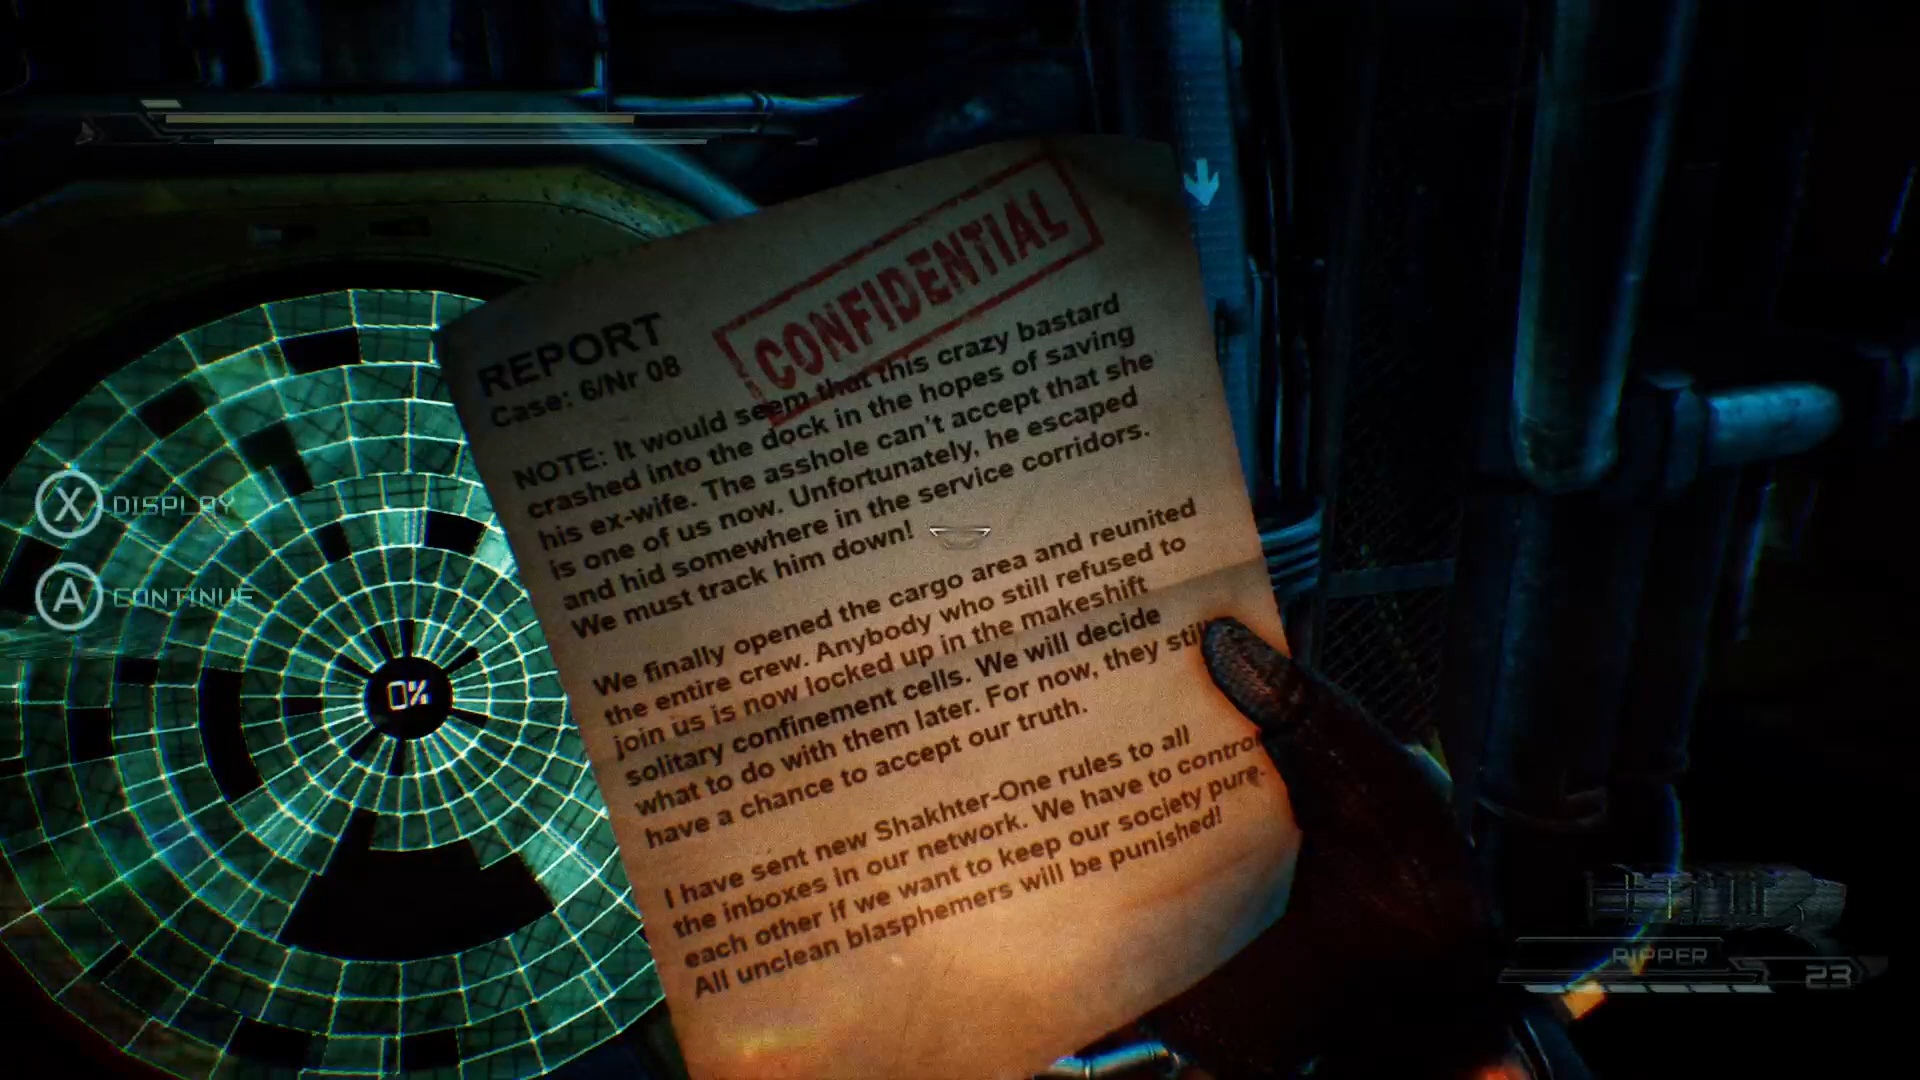 CONFIDENTIAL
REPORT
Case: 6/Nr 08
NOTE: It would seem that this crazy bastard
crashed into the dock in the hopes of saving
his ex-wife. The asshole can't accept that she
is one of us now. Unfortunately, he escaped
and hid somewhere in the service corridors.
We must track him down!
We finally opened the cargo area and reunited
the entire crew. Anybody who still refused to
join us is now locked up in the makeshift
solitary confinement cells. We will decide
what to do with them later. For now, they still
have a chance to accept our truth.
I have sent new Shakhter-One rules to all
the inboxes in our network. We have to control
each other if we want to keep our society pure.
All unclean blasphemers will be punished!
X DISPLAY
A CONTINUE
0%
RIPPER
23